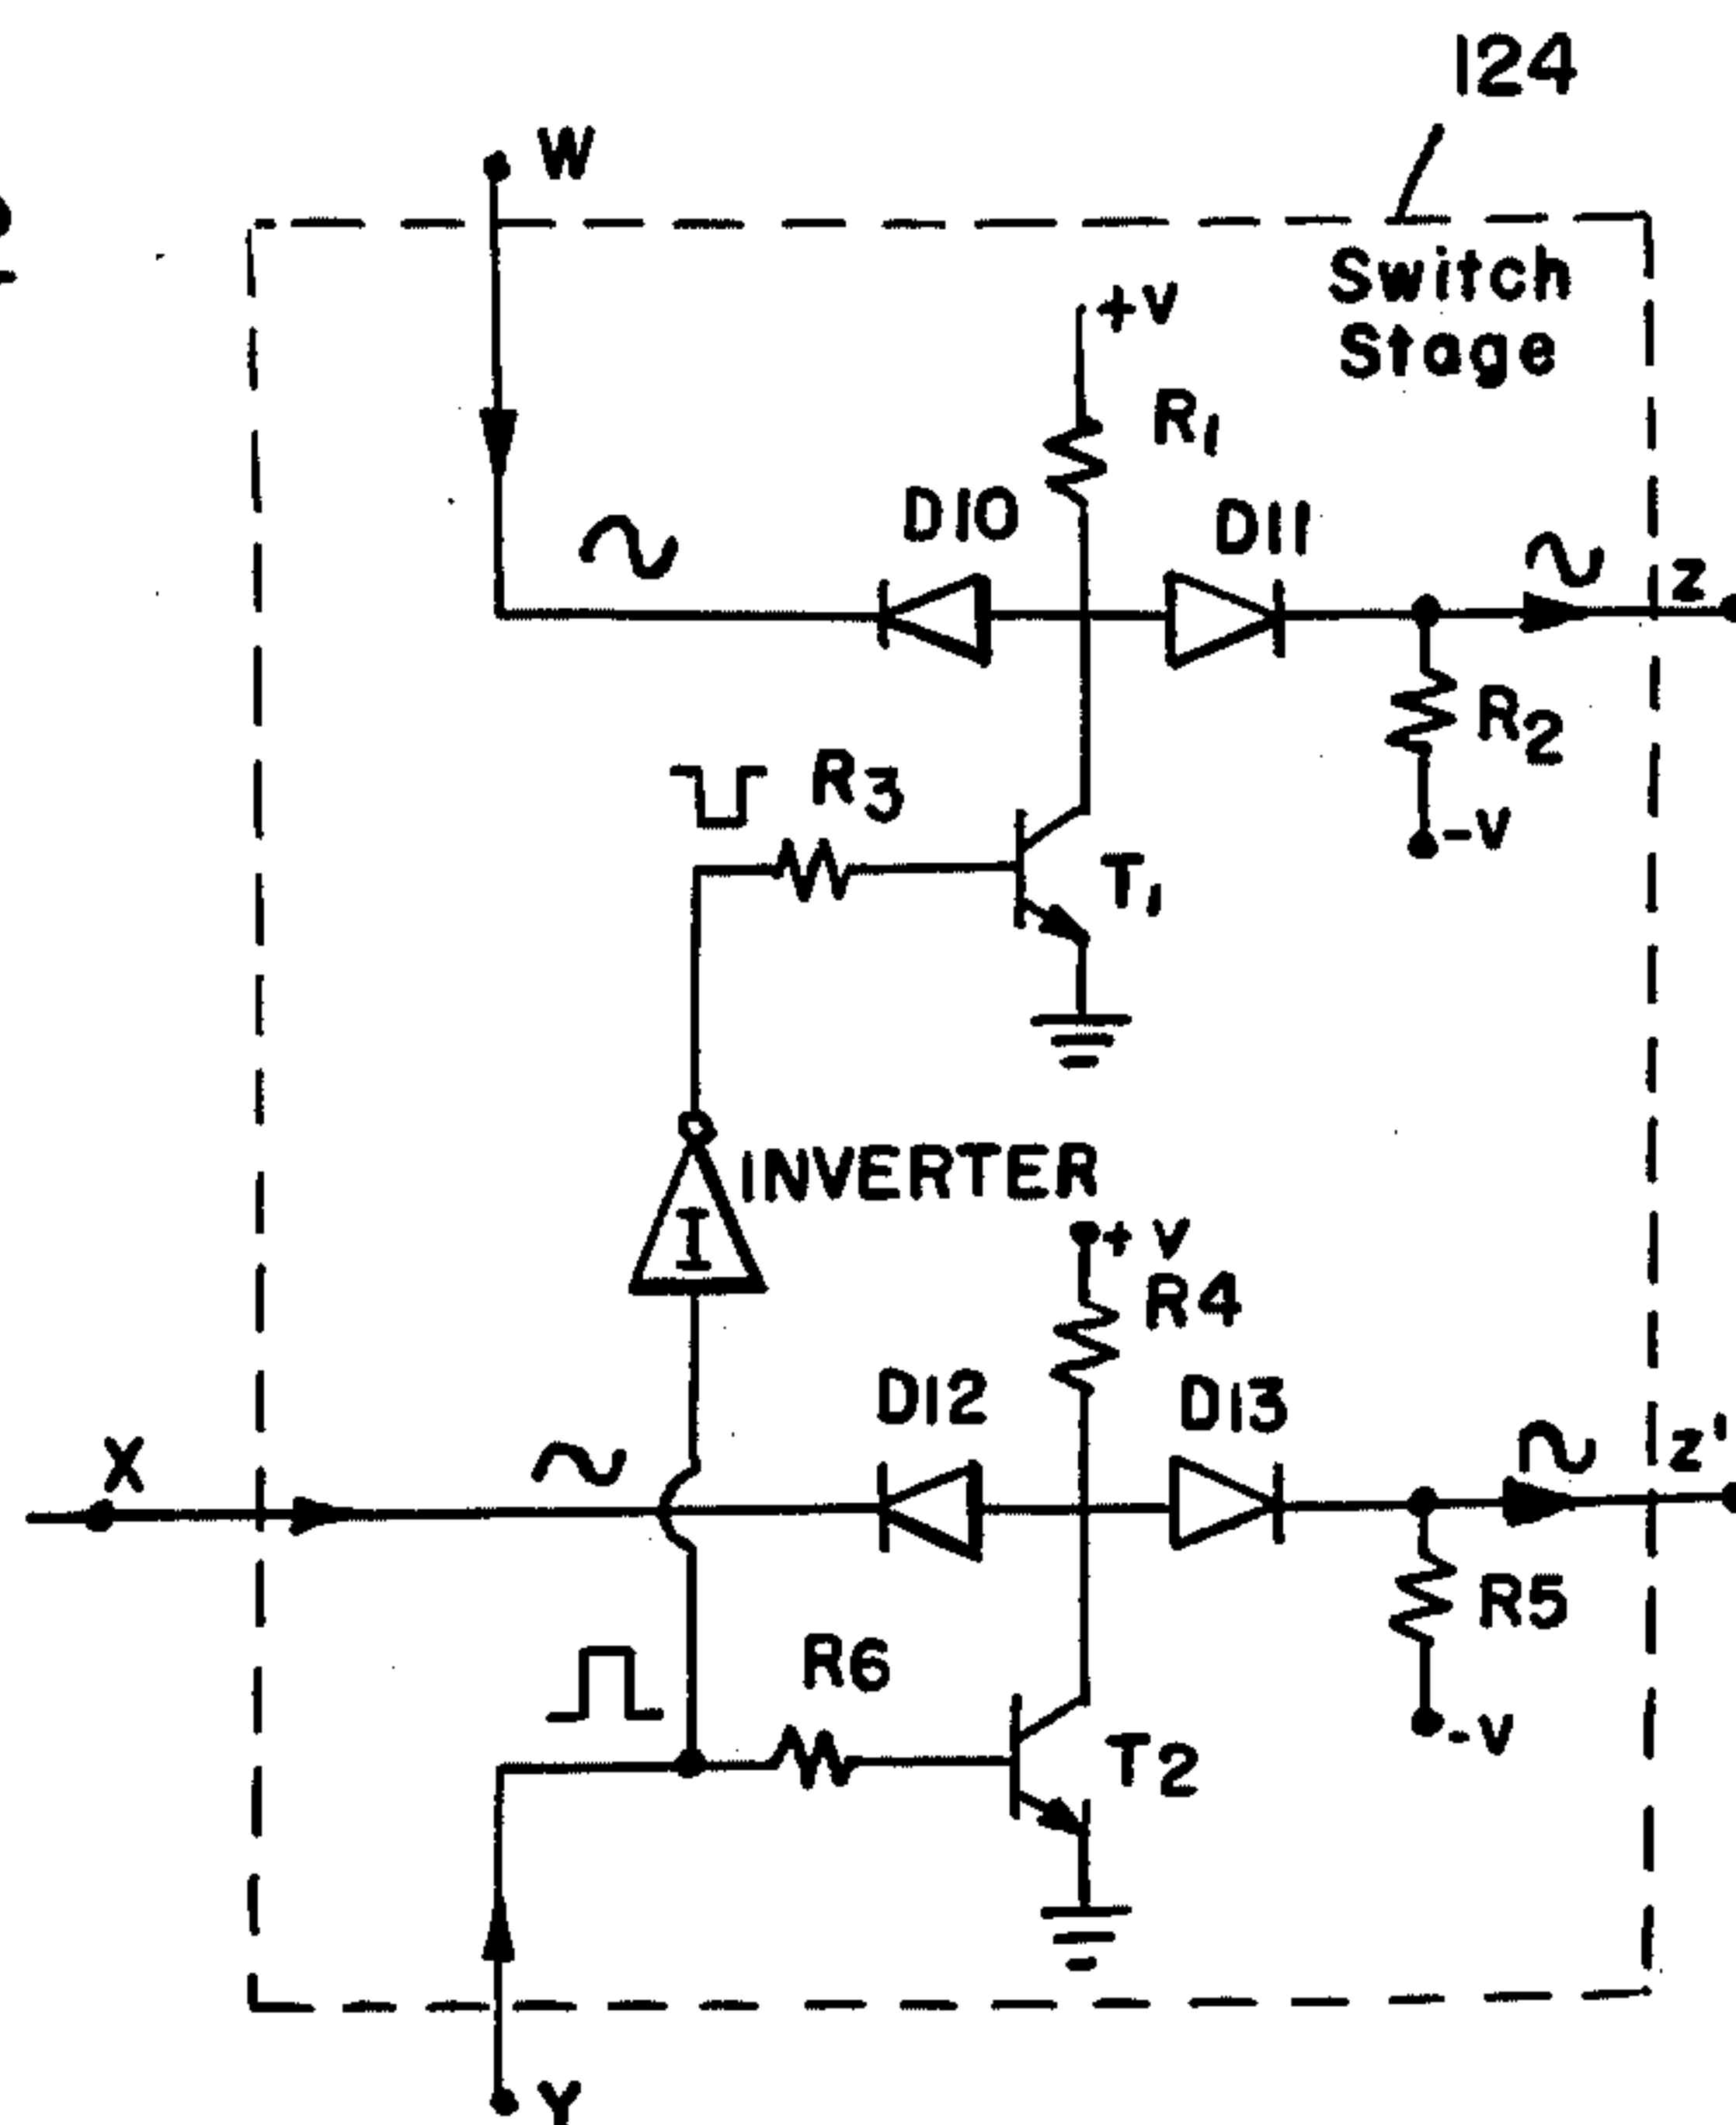 124
W
Switch
Stage
+V
R1
D10
D11
Z
R2
R3
-V
T1
INVERTER
I
+ V
R4
D12
D13
X
Z'
R5
R6
-V
T2
Y